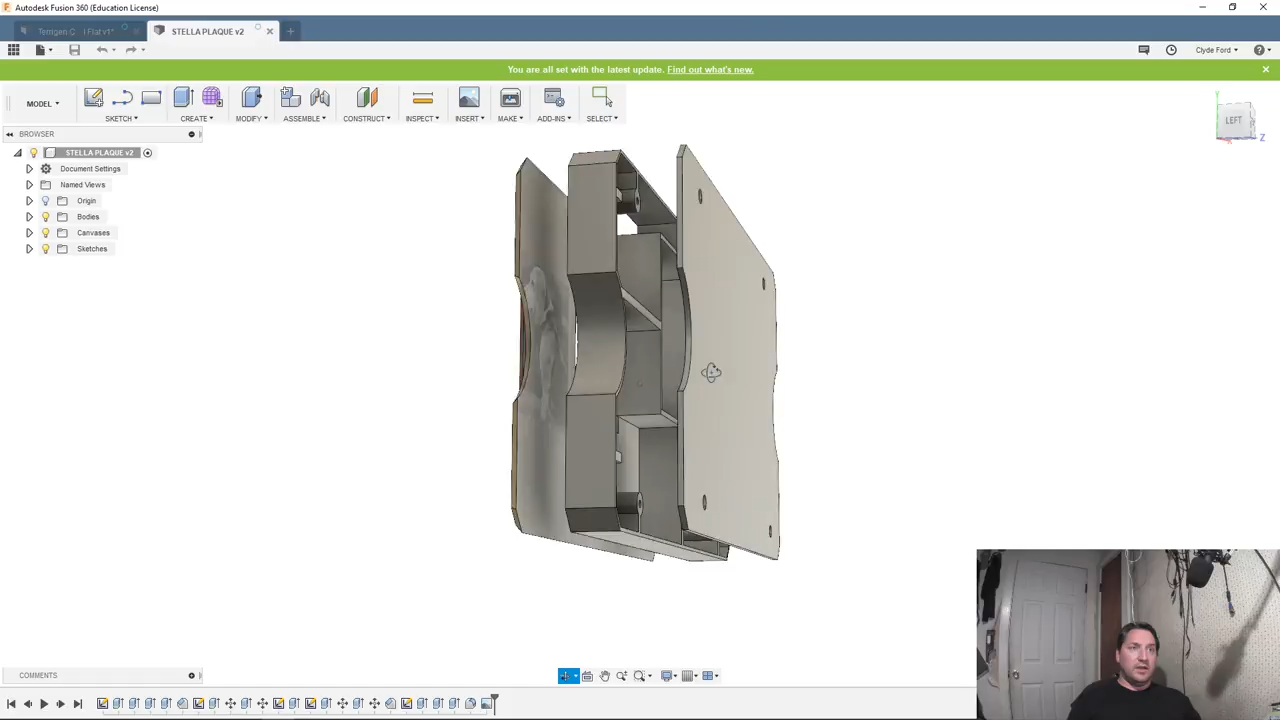 Autodesk Fusion 360 (Education License)
STELLA PLAQUE v2
Clyde Ford
You are all set with the latest update. Find out what's new.
MODEL
SKETCH
CREATE
MODIFY
ASSEMBLE
CONSTRUCT
INSPECT
INSERT
MAKE
ADD-INS
SELECT
LEFT
Y
Z
BROWSER
STELLA PLAQUE v2
Document Settings
Named Views
Origin
Bodies
Canvases
Sketches
COMMENTS